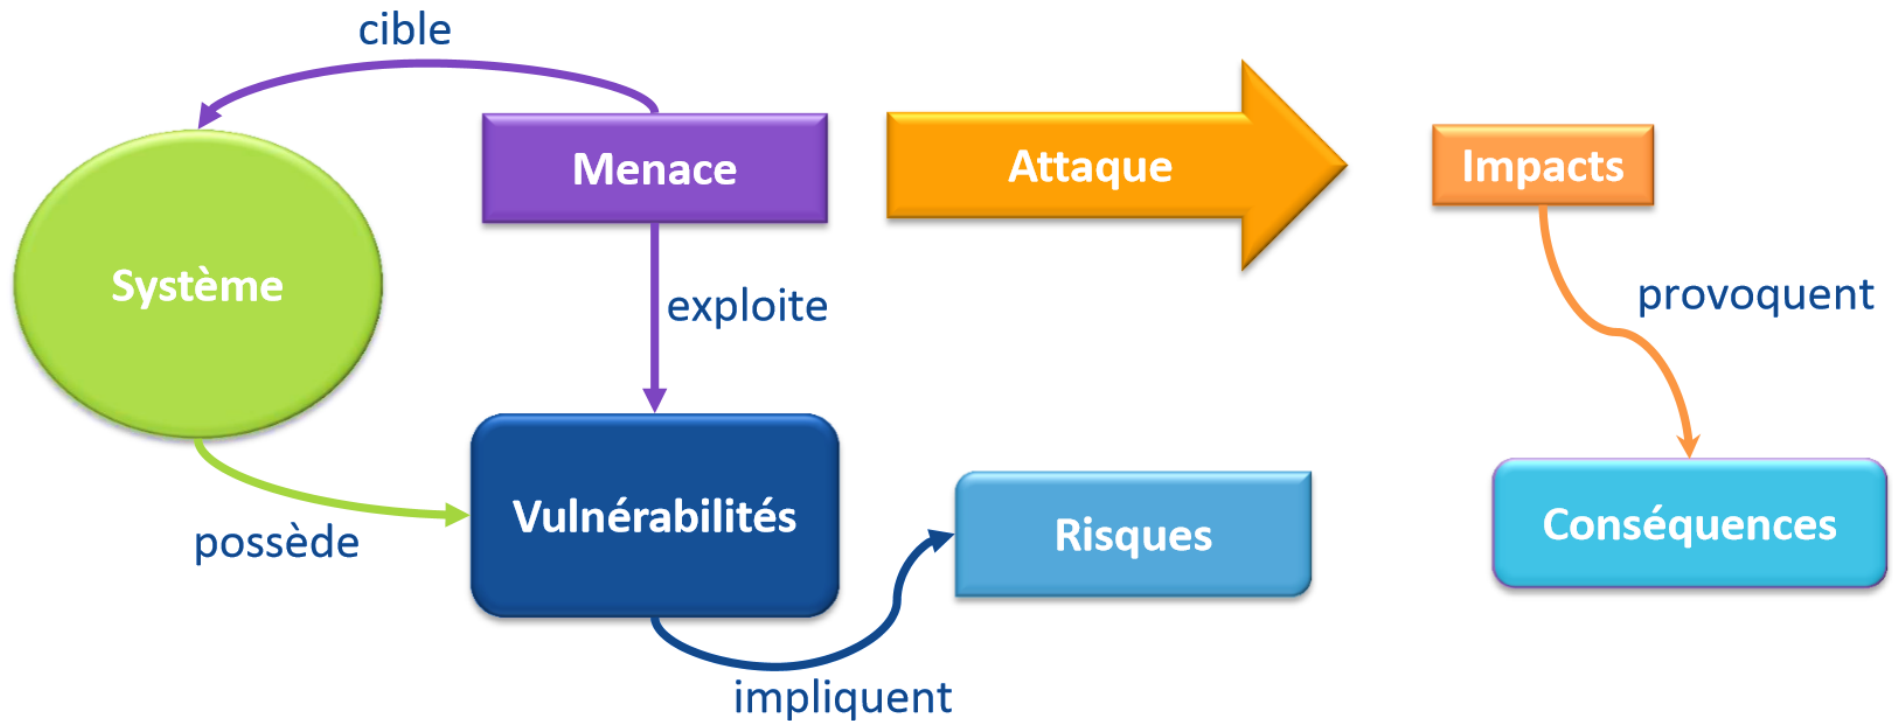 cible
Menace
Attaque
Impacts
Système
exploite
provoquent
Vulnérabilités
Risques
Conséquences
possède
impliquent